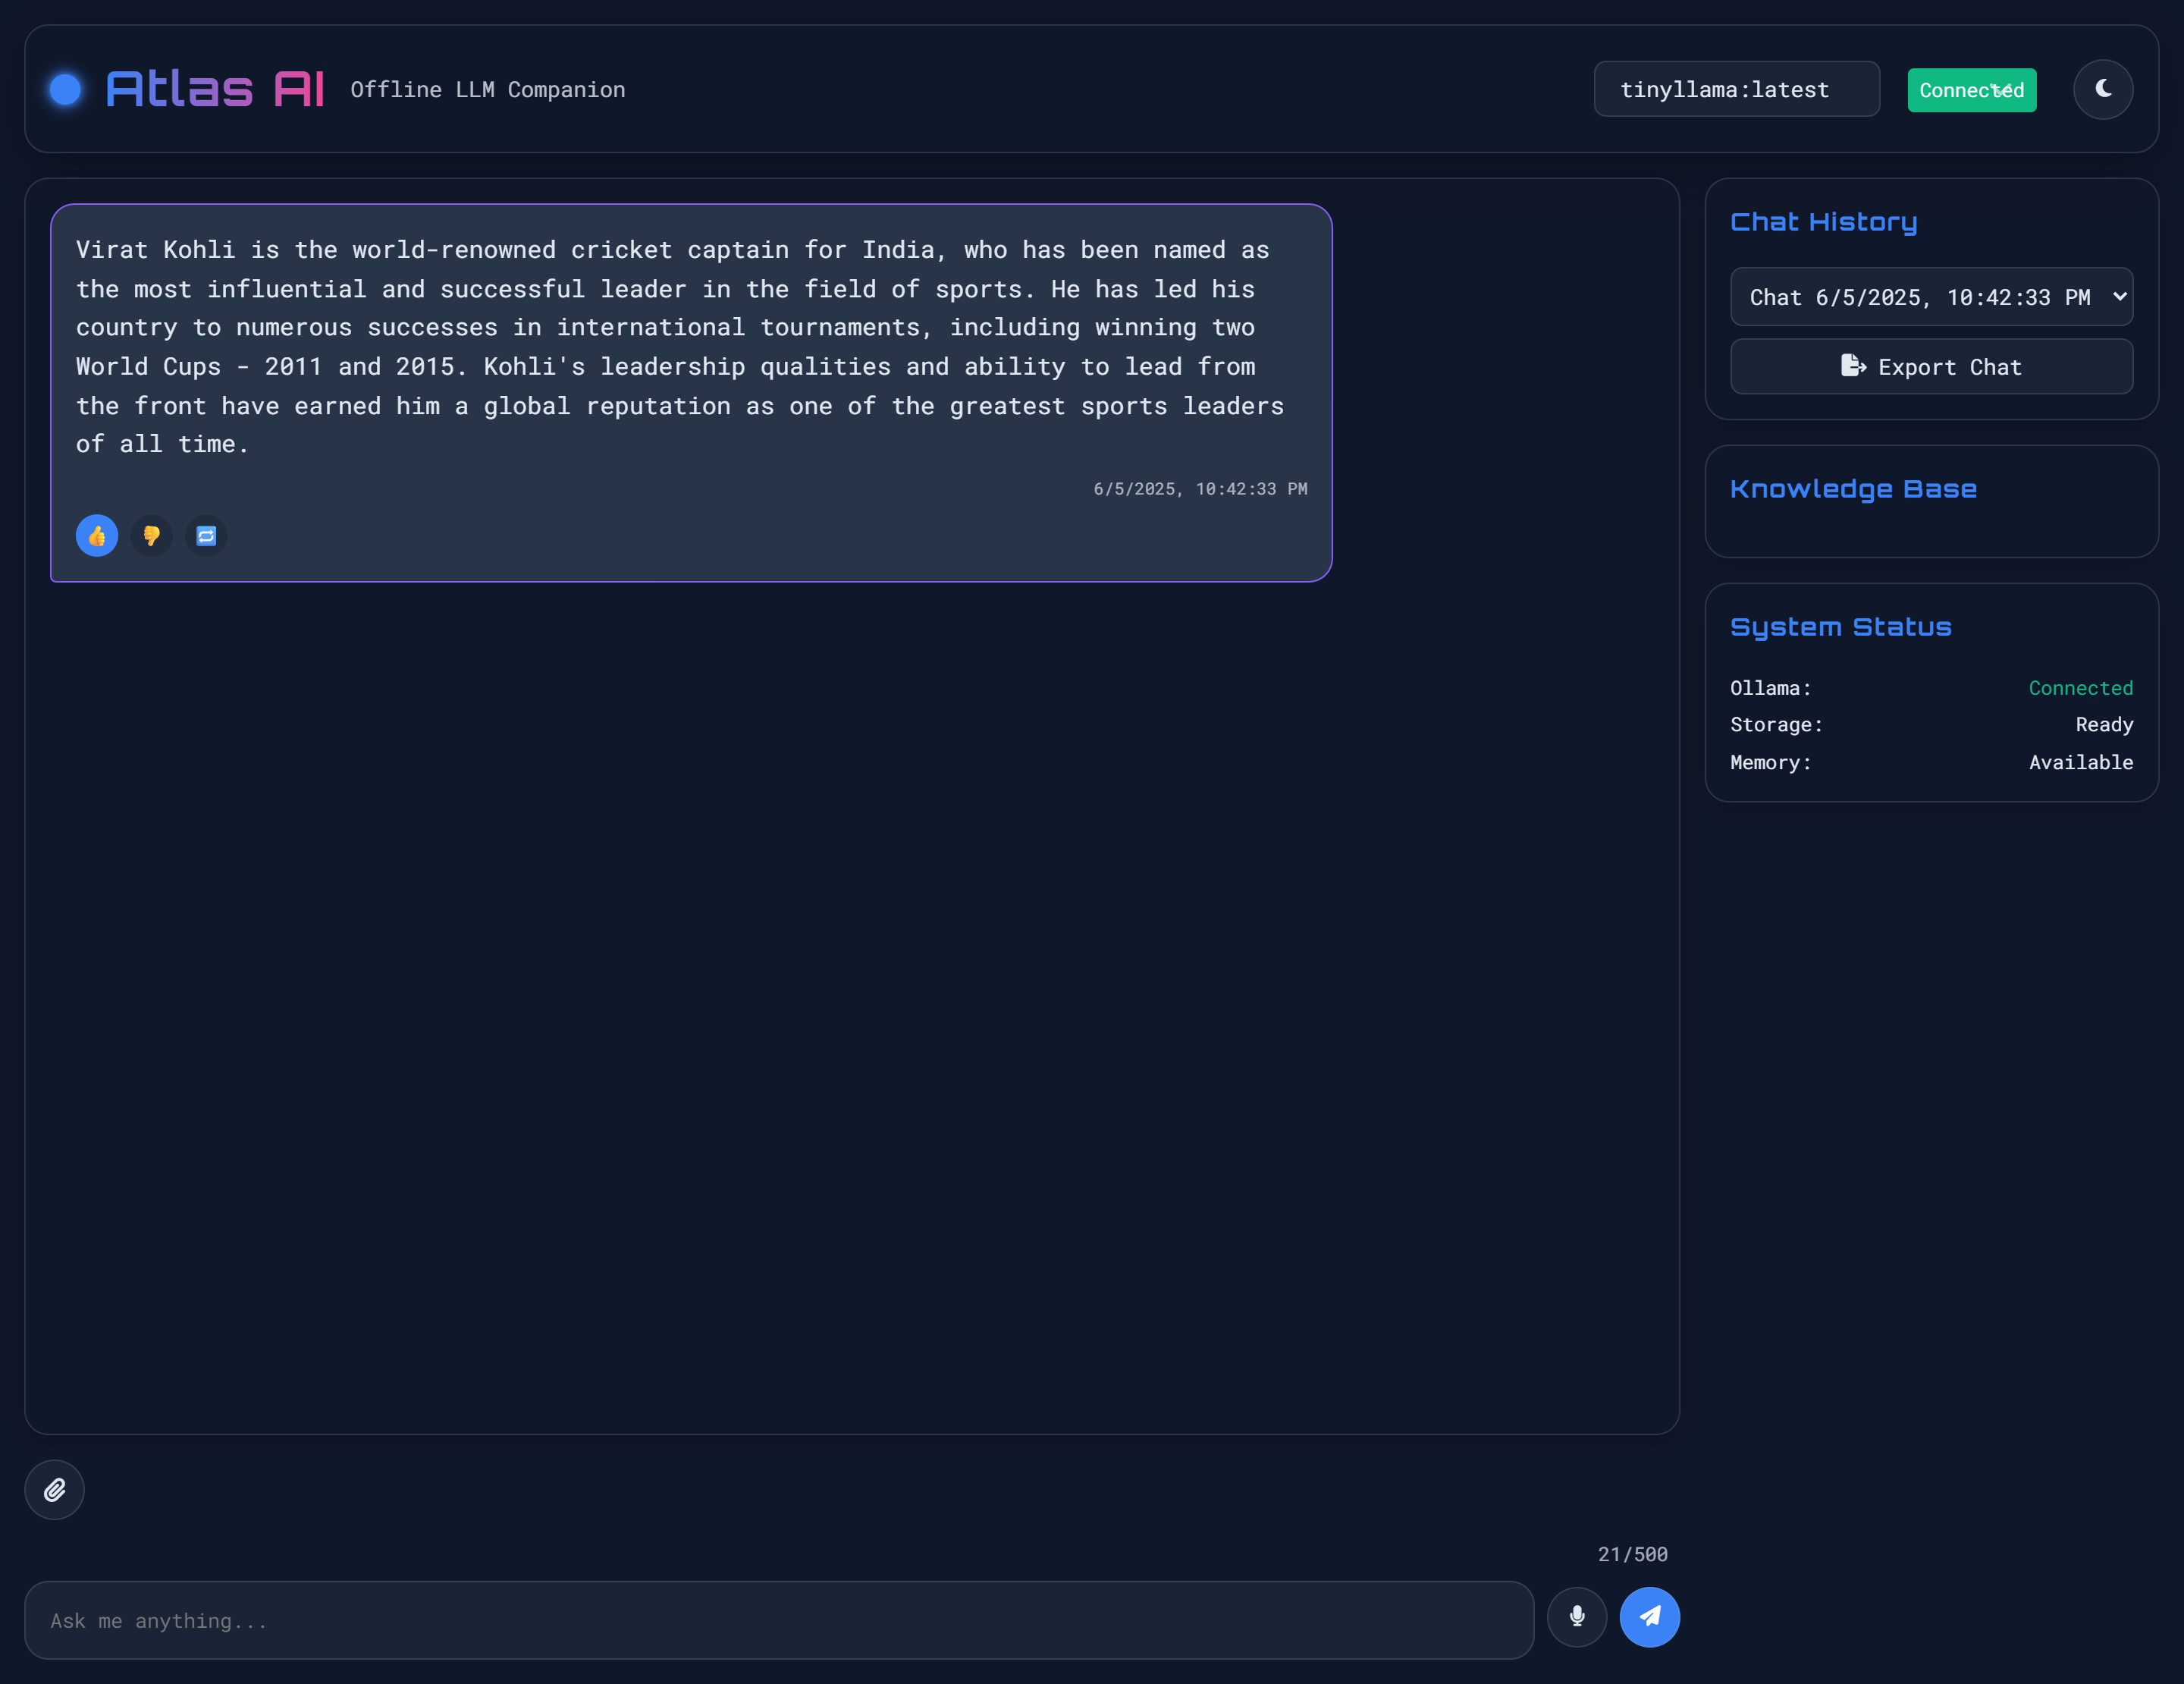 Atlas AI
Offline LLM Companion
tinyllama:latest
Connected
Virat Kohli is the world-renowned cricket captain for India, who has been named as
the most influential and successful leader in the field of sports. He has led his
country to numerous successes in international tournaments, including winning two
World Cups - 2011 and 2015. Kohli's leadership qualities and ability to lead from
the front have earned him a global reputation as one of the greatest sports leaders
of all time.
6/5/2025, 10:42:33 PM
Chat History
Chat 6/5/2025, 10:42:33 PM
Export Chat
Knowledge Base
System Status
Ollama: Connected
Storage: Ready
Memory: Available
21/500
Ask me anything...